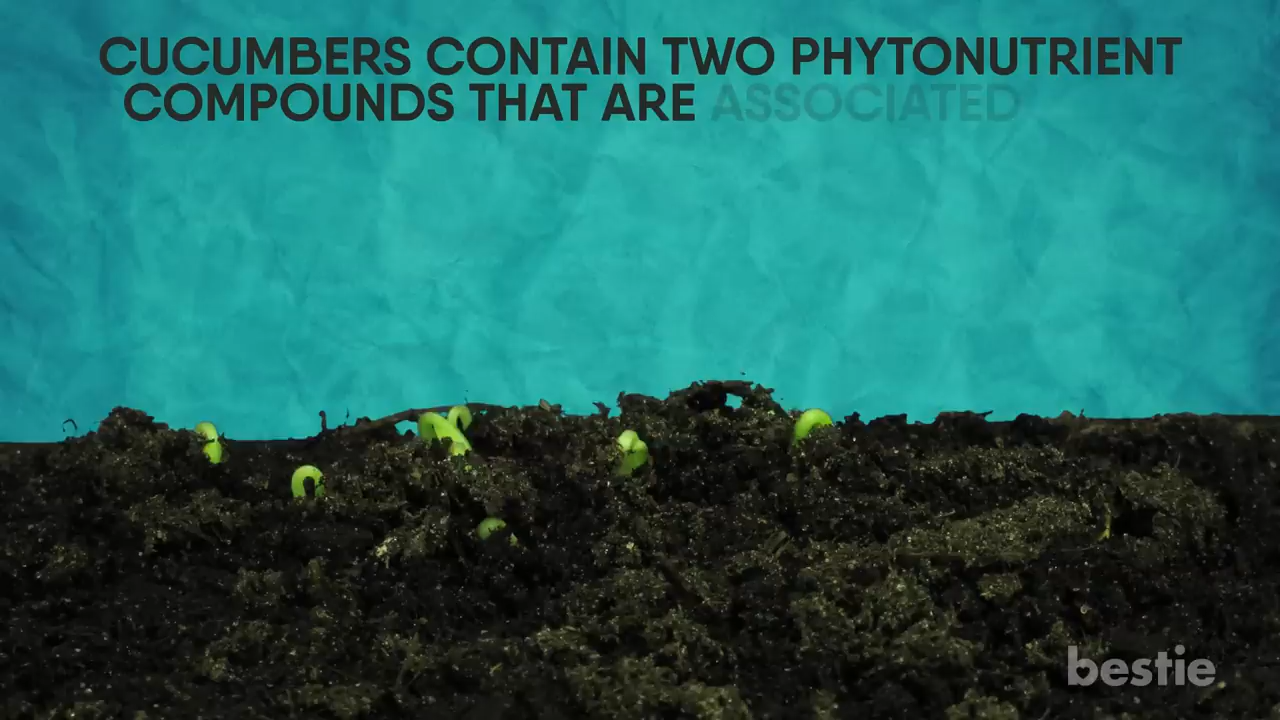 CUCUMBERS CONTAIN TWO PHYTONUTRIENT
COMPOUNDS THAT ARE ASSOCIATED
bestie